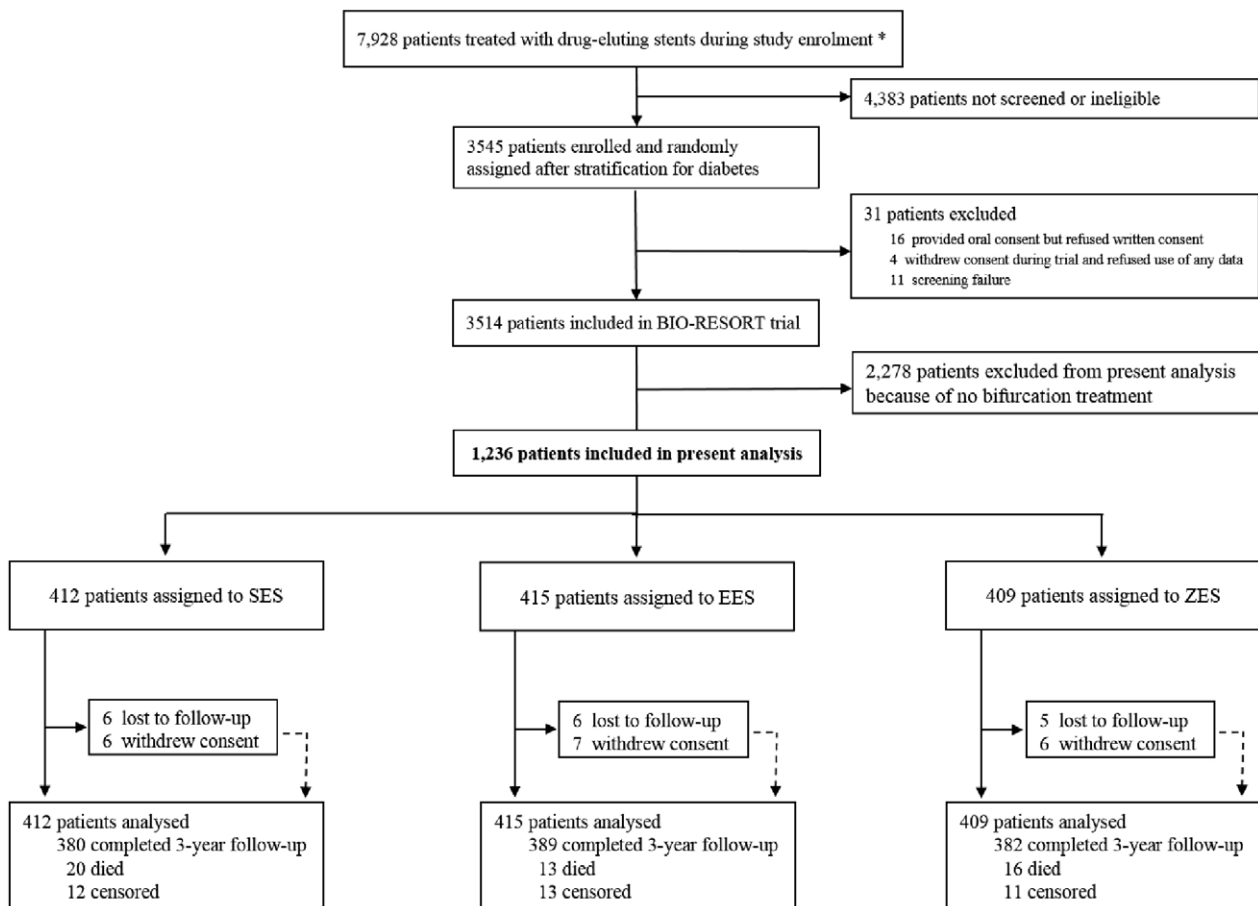 7,928 patients treated with drug-eluting stents during study enrolment *
4,383 patients not screened or ineligible
3545 patients enrolled and randomly
assigned after stratification for diabetes
31 patients excluded
16 provided oral consent but refused written consent
4 withdrew consent during trial and refused use of any data
11 screening failure
3514 patients included in BIO-RESORT trial
2,278 patients excluded from present analysis
because of no bifurcation treatment
1,236 patients included in present analysis
412 patients assigned to SES
415 patients assigned to EES
409 patients assigned to ZES
6 lost to follow-up
6 withdrew consent
6 lost to follow-up
7 withdrew consent
5 lost to follow-up
6 withdrew consent
412 patients analysed
380 completed 3-year follow-up
20 died
12 censored
415 patients analysed
389 completed 3-year follow-up
13 died
13 censored
409 patients analysed
382 completed 3-year follow-up
16 died
11 censored